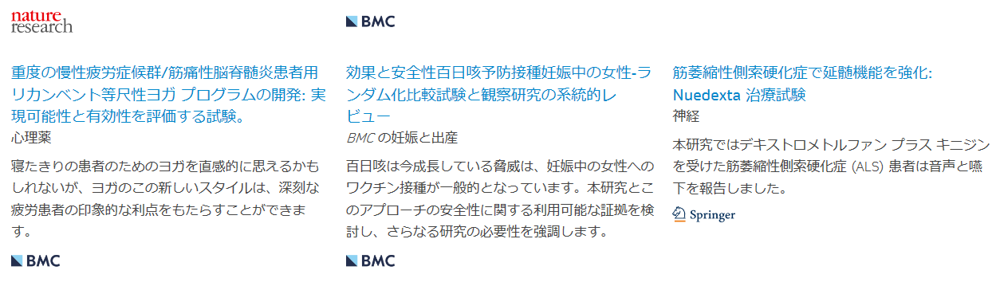 nature
research
BMC
重度の慢性疲労症候群/筋痛性脳脊髄炎患者用
リカンベント等尺性ヨガ プログラムの開発: 実
現可能性と有効性を評価する試験。
心理薬
寝たきりの患者のためのヨガを直感的に思えるかも
しれないが、ヨガのこの新しいスタイルは、深刻な
疲労患者の印象的な利点をもたらすことができま
す。
BMC
効果と安全性百日咳予防接種妊娠中の女性-ラ
ンダム化比較試験と観察研究の系統的レ
ビュー
BMC の妊娠と出産
百日咳は今成長している脅威は、妊娠中の女性への
ワクチン接種が一般的となっています。本研究とこ
のアプローチの安全性に関する利用可能な証拠を検
討し、さらなる研究の必要性を強調します。
BMC
筋萎縮性側索硬化症で延髄機能を強化:
Nuedexta 治療試験
神経
本研究ではデキストロメトルファン プラス キニジン
を受けた筋萎縮性側索硬化症 (ALS) 患者は音声と嚥
下を報告しました。
Springer